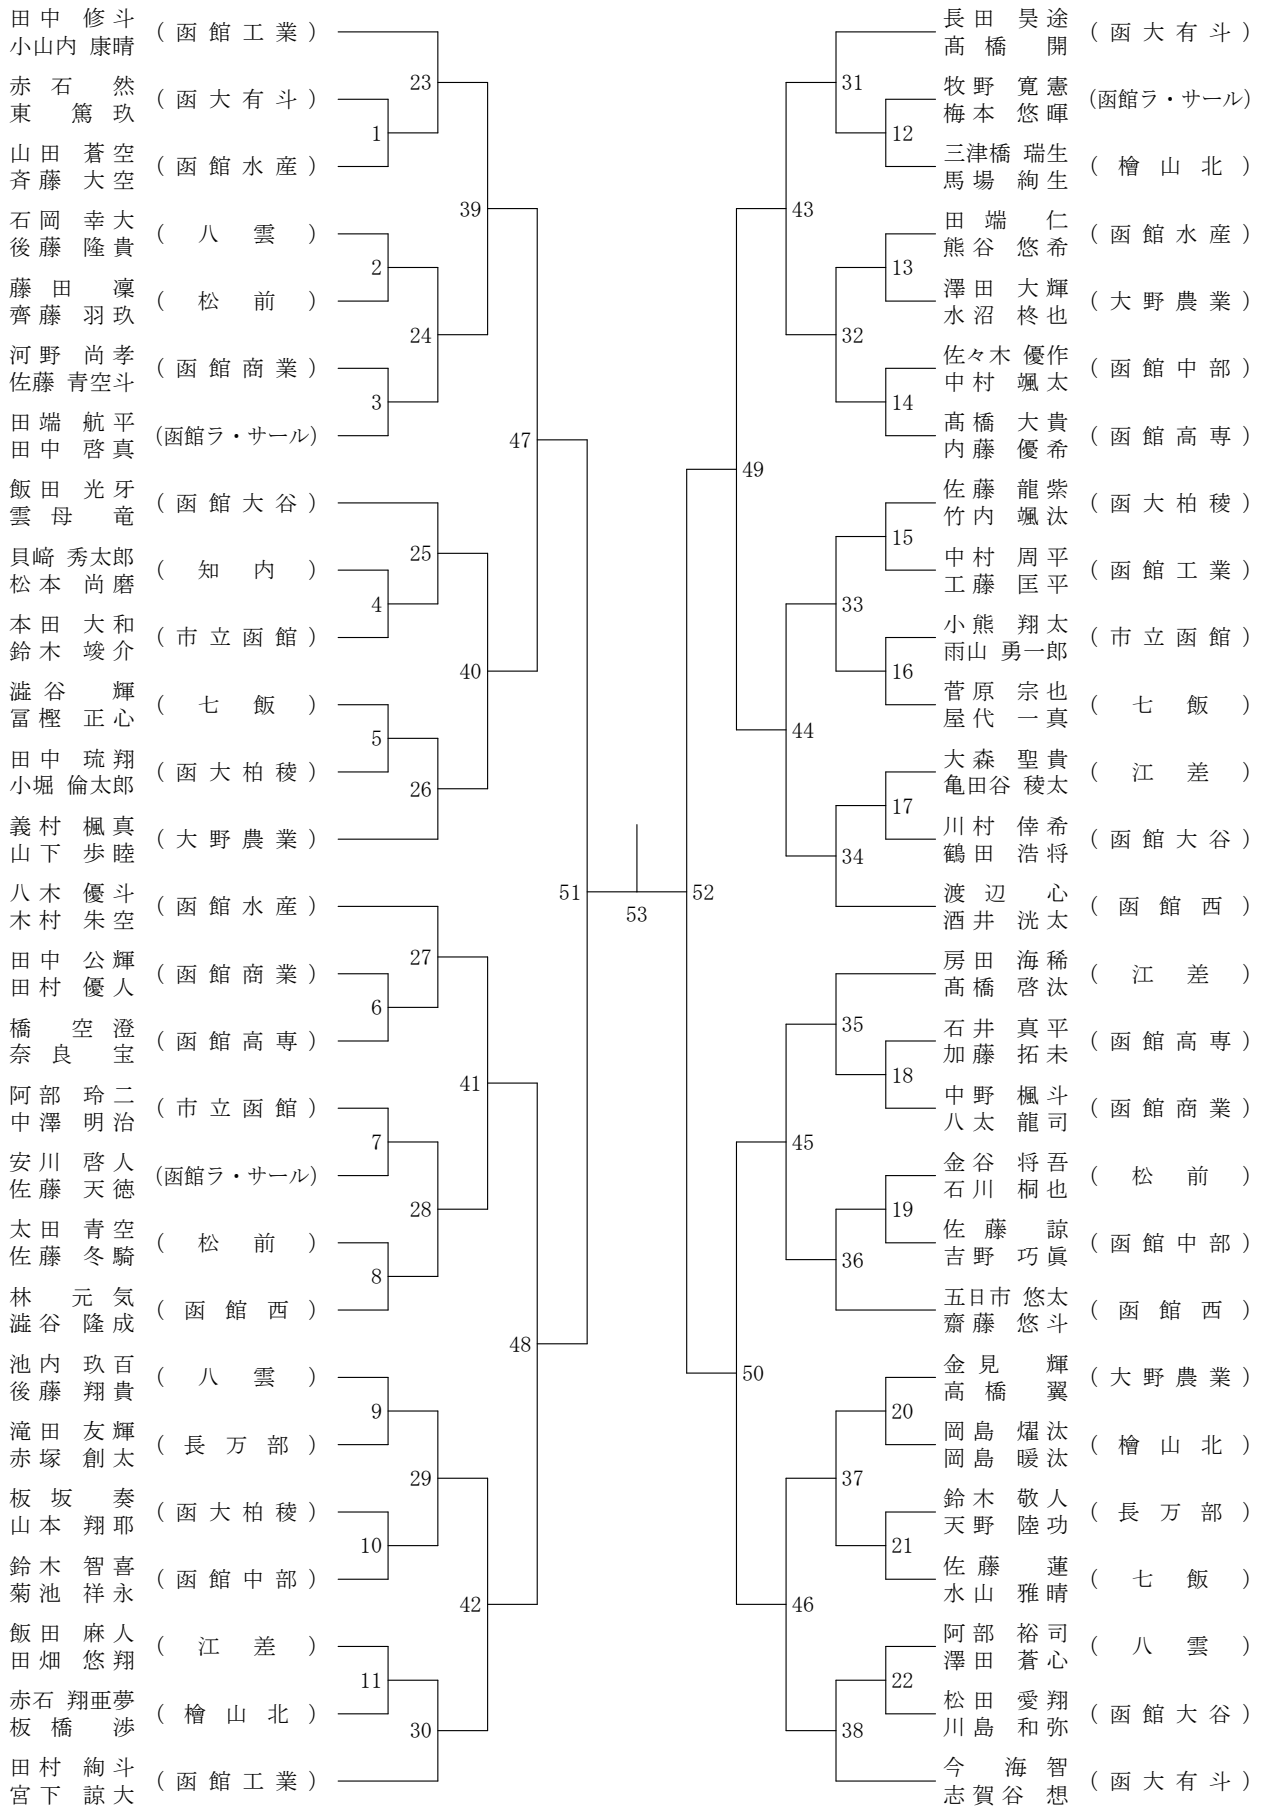 田中 修斗
小山内 康晴
(函館工業)
赤石 然
東 篤玖
(函大有斗)
山田 蒼空
斉藤 大空
(函館水産)
石岡 幸大
後藤 隆貴
(八雲)
藤田 凜
齊藤 羽玖
(松前)
河野 尚孝
佐藤 青空斗
(函館商業)
田端 航平
田中 啓真
(函館ラ・サール)
飯田 光牙
雲母 竜
(函館大谷)
貝﨑 秀太郎
松本 尚磨
(知内)
本田 大和
鈴木 竣介
(市立函館)
澁谷 輝
冨樫 正心
(七飯)
田中 琉翔
小堀 倫太郎
(函大柏稜)
義村 楓真
山下 歩睦
(大野農業)
八木 優斗
木村 朱空
(函館水産)
田中 公輝
田村 優人
(函館商業)
橋 空澄
奈良 宝
(函館高専)
阿部 玲二
中澤 明治
(市立函館)
安川 啓人
佐藤 天徳
(函館ラ・サール)
太田 青空
佐藤 冬騎
(松前)
林 元気
澁谷 隆成
(函館西)
池内 玖百
後藤 翔貴
(八雲)
滝田 友輝
赤塚 創太
(長万部)
板坂 奏
山本 翔耶
(函大柏稜)
鈴木 智喜
菊池 祥永
(函館中部)
飯田 麻人
田畑 悠翔
(江差)
赤石 翔亜夢
板橋 渉
(檜山北)
田村 絢斗
宮下 諒大
(函館工業)
1
2
3
4
5
6
7
8
9
10
11
23
24
25
26
27
28
29
30
39
40
41
42
47
48
51
53
52
49
50
43
44
45
46
31
32
33
34
35
36
37
38
12
13
14
15
16
17
18
19
20
21
22
長田 昊途
髙橋 開
(函大有斗)
牧野 寛憲
梅本 悠暉
(函館ラ・サール)
三津橋 瑞生
馬場 絢生
(檜山北)
田端 仁
熊谷 悠希
(函館水産)
澤田 大輝
水沼 柊也
(大野農業)
佐々木 優作
中村 颯太
(函館中部)
髙橋 大貴
内藤 優希
(函館高専)
佐藤 龍紫
竹内 颯汰
(函大柏稜)
中村 周平
工藤 匡平
(函館工業)
小熊 翔太
雨山 勇一郎
(市立函館)
菅原 宗也
屋代 一真
(七飯)
大森 聖貴
亀田谷 稜太
(江差)
川村 倖希
鶴田 浩将
(函館大谷)
渡辺 心
酒井 洸太
(函館西)
房田 海稀
髙橋 啓汰
(江差)
石井 真平
加藤 拓未
(函館高専)
中野 楓斗
八太 龍司
(函館商業)
金谷 将吾
石川 桐也
(松前)
佐藤 諒
吉野 巧眞
(函館中部)
五日市 悠太
齋藤 悠斗
(函館西)
金見 輝
高橋 翼
(大野農業)
岡島 燿汰
岡島 暖汰
(檜山北)
鈴木 敬人
天野 陸功
(長万部)
佐藤 蓮
水山 雅晴
(七飯)
阿部 裕司
澤田 蒼心
(八雲)
松田 愛翔
川島 和弥
(函館大谷)
今 海智
志賀谷 想
(函大有斗)